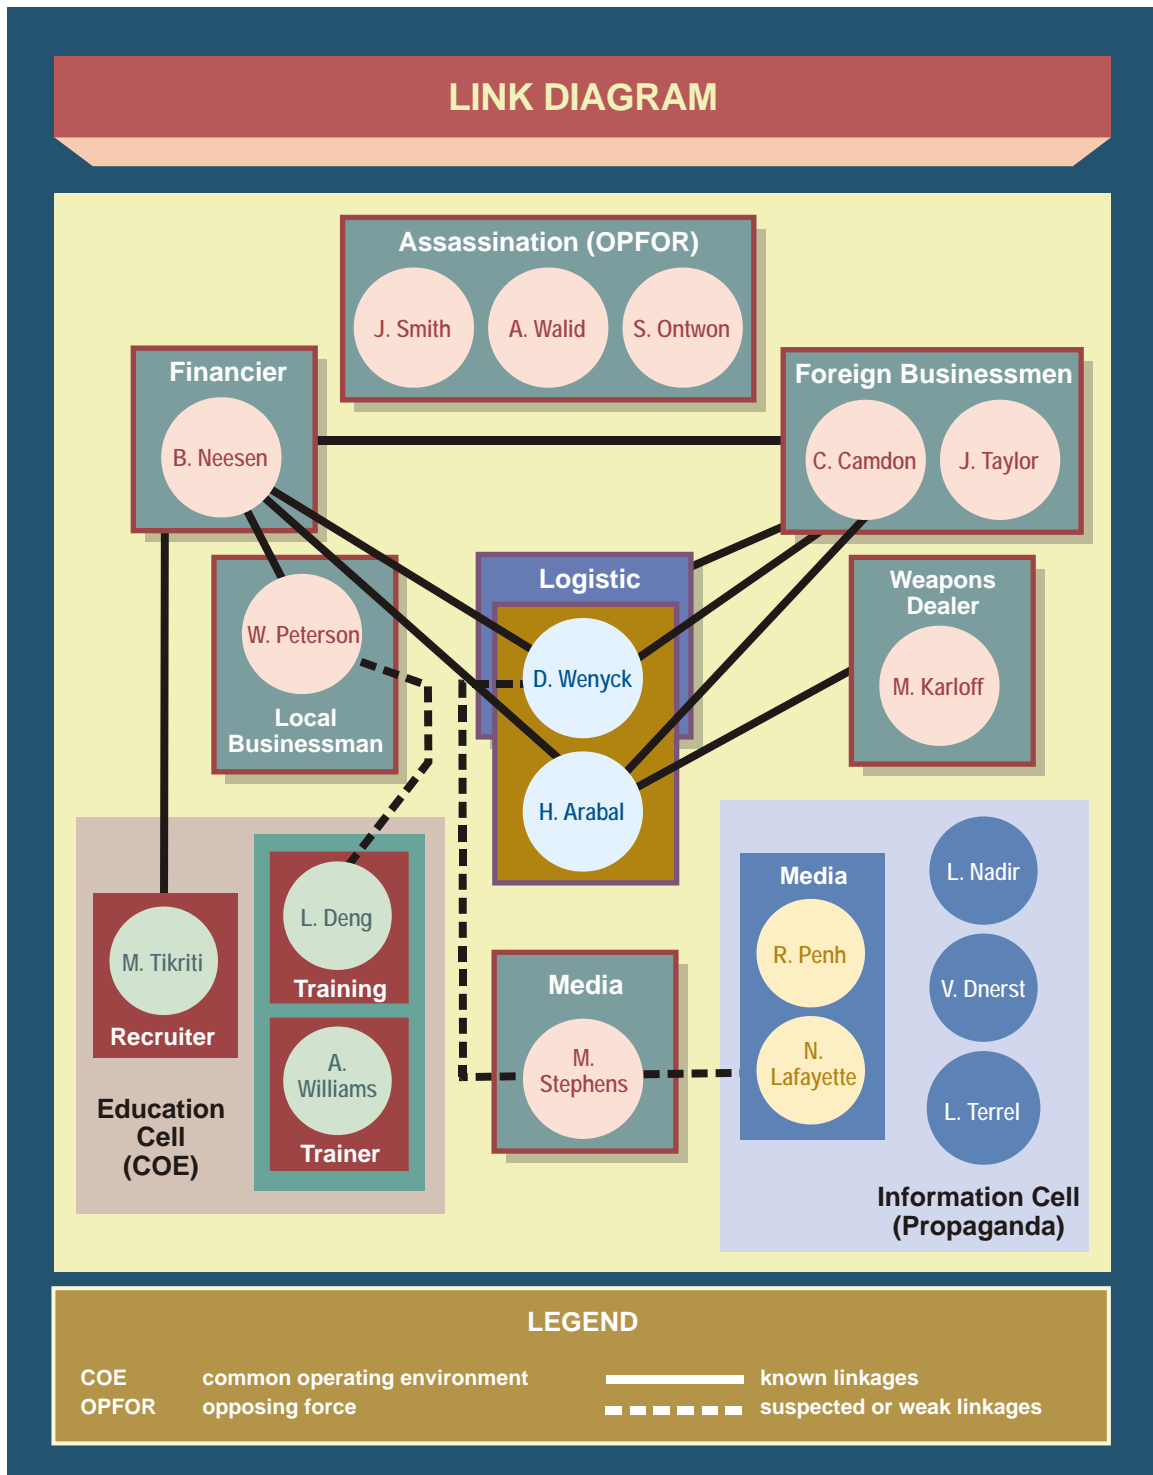 LINK DIAGRAM
Assassination (OPFOR)
J. Smith
A. Walid
S. Ontwon
Financier
B. Neesen
Foreign Businessmen
C. Camdon
J. Taylor
W. Peterson
Local
Businessman
Logistic
D. Wenyck
H. Arabal
Weapons
Dealer
M. Karloff
M. Tikriti
Recruiter
L. Deng
Training
A.
Williams
Trainer
Education
Cell
(COE)
Media
M.
Stephens
Media
R. Penh
N.
Lafayette
L. Nadir
V. Dnerst
L. Terrel
Information Cell
(Propaganda)
LEGEND
COE common operating environment
OPFOR opposing force
known linkages
suspected or weak linkages